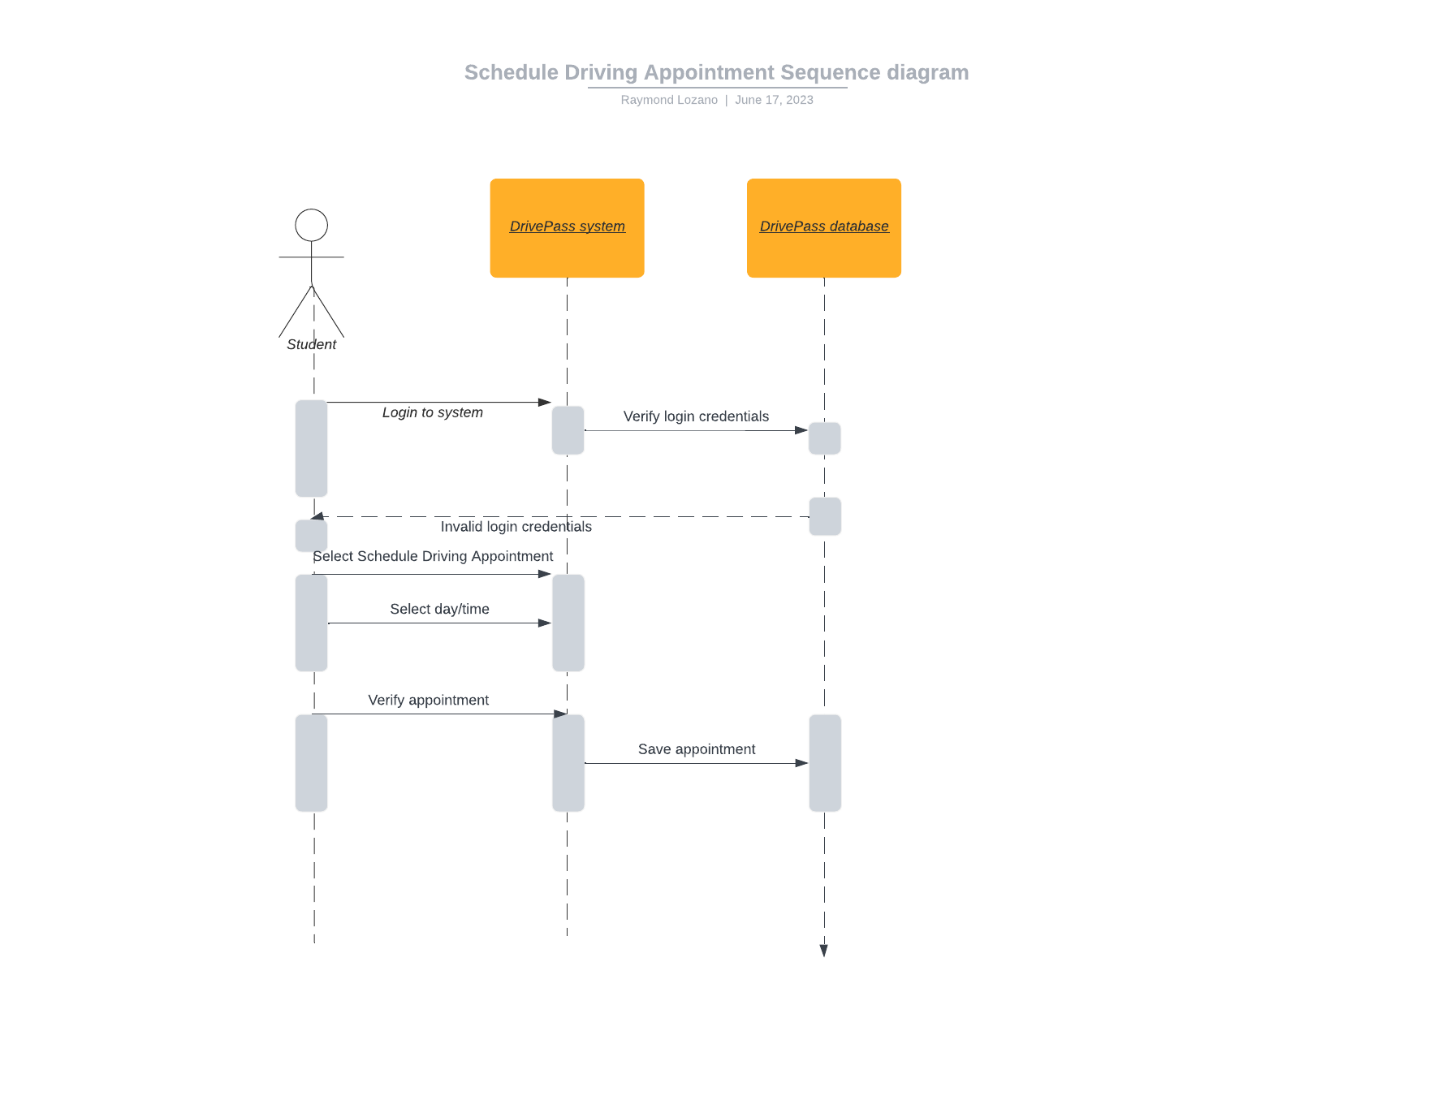 Schedule Driving Appointment Sequence diagram
Raymond Lozano | June 17, 2023
DrivePass system
DrivePass database
Student
Login to system
Verify login credentials
Invalid login credentials
Select Schedule Driving Appointment
Select day/time
Verify appointment
Save appointment